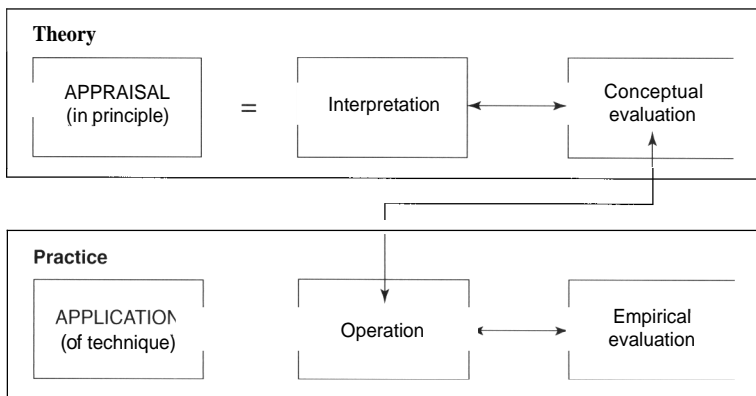 Theory
APPRAISAL
(in principle)
=
Interpretation
Conceptual
evaluation
Practice
APPLICATION
(of technique)
Operation
Empirical
evaluation